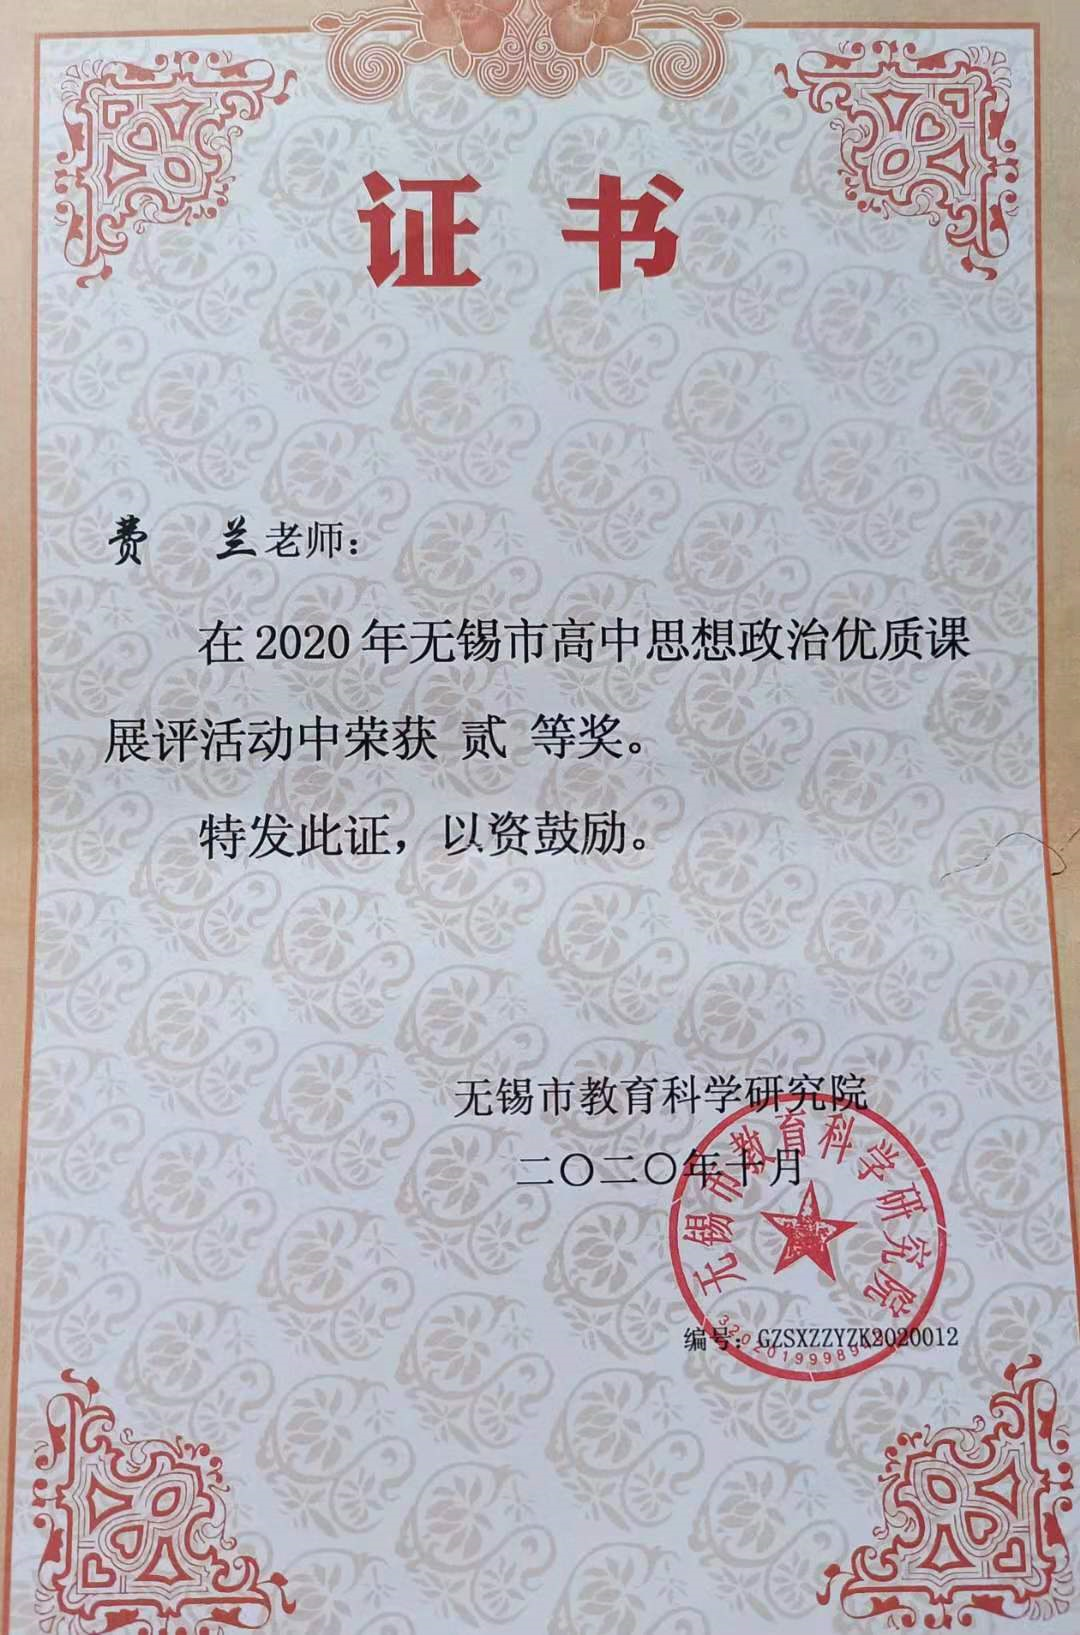 证书
费 兰老师：
在2020年无锡市高中思想政治优质课
展评活动中荣获 贰 等奖。
特发此证，以资鼓励。
无锡市教育科学研究院
二〇二〇年十月
无锡市教育科学研究院
编号：GZSXZZYZK2020012